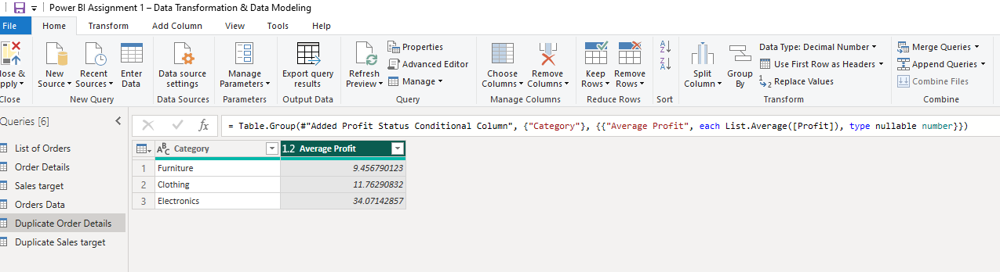 Power BI Assignment 1 – Data Transformation & Data Modeling
File Home Transform Add Column View Tools Help
lose & pply Close
New Source Recent Sources Enter Data New Query
Data source settings Data Sources
Manage Parameters Parameters
Export query results Output Data
Refresh Preview Properties Advanced Editor Manage Query
Choose Columns Remove Columns Manage Columns
Keep Rows Remove Rows Reduce Rows
A Z Z A Sort
Split Column Group By Data Type: Decimal Number Use First Row as Headers 1 2 Replace Values Transform
Merge Queries Append Queries Combine Files Combine
Queries [6]
List of Orders
Order Details
Sales target
Orders Data
Duplicate Order Details
Duplicate Sales target
fx = Table.Group(#"Added Profit Status Conditional Column", {"Category"}, {{"Average Profit", each List.Average([Profit]), type nullable number}})
ABC Category 1.2 Average Profit
1 Furniture 9.456790123
2 Clothing 11.76290832
3 Electronics 34.07142857